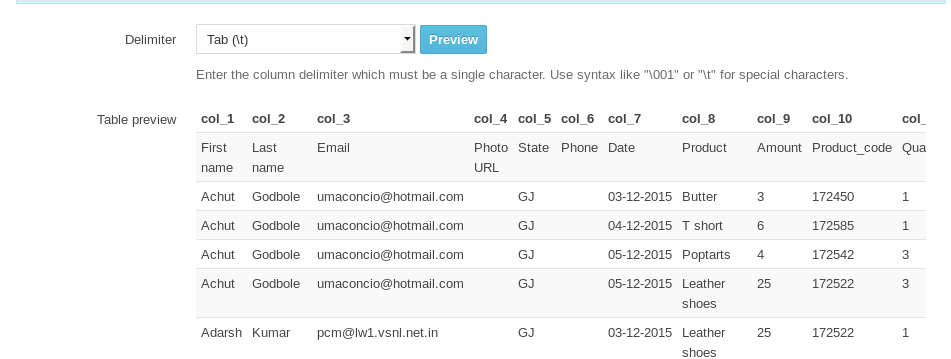 Delimiter Tab (\t) Preview
Enter the column delimiter which must be a single character. Use syntax like "\001" or "\t" for special characters.
Table preview col_1 col_2 col_3 col_4 col_5 col_6 col_7 col_8 col_9 col_10 col_
First Last Email Photo State Phone Date Product Amount Product_code Qua
name name URL
Achut Godbole umaconcio@hotmail.com GJ 03-12-2015 Butter 3 172450 1
Achut Godbole umaconcio@hotmail.com GJ 04-12-2015 T short 6 172585 1
Achut Godbole umaconcio@hotmail.com GJ 05-12-2015 Poptarts 4 172542 3
Achut Godbole umaconcio@hotmail.com GJ 05-12-2015 Leather 25 172522 3
shoes
Adarsh Kumar pcm@lw1.vsnl.net.in GJ 03-12-2015 Leather 25 172522 1
shoes